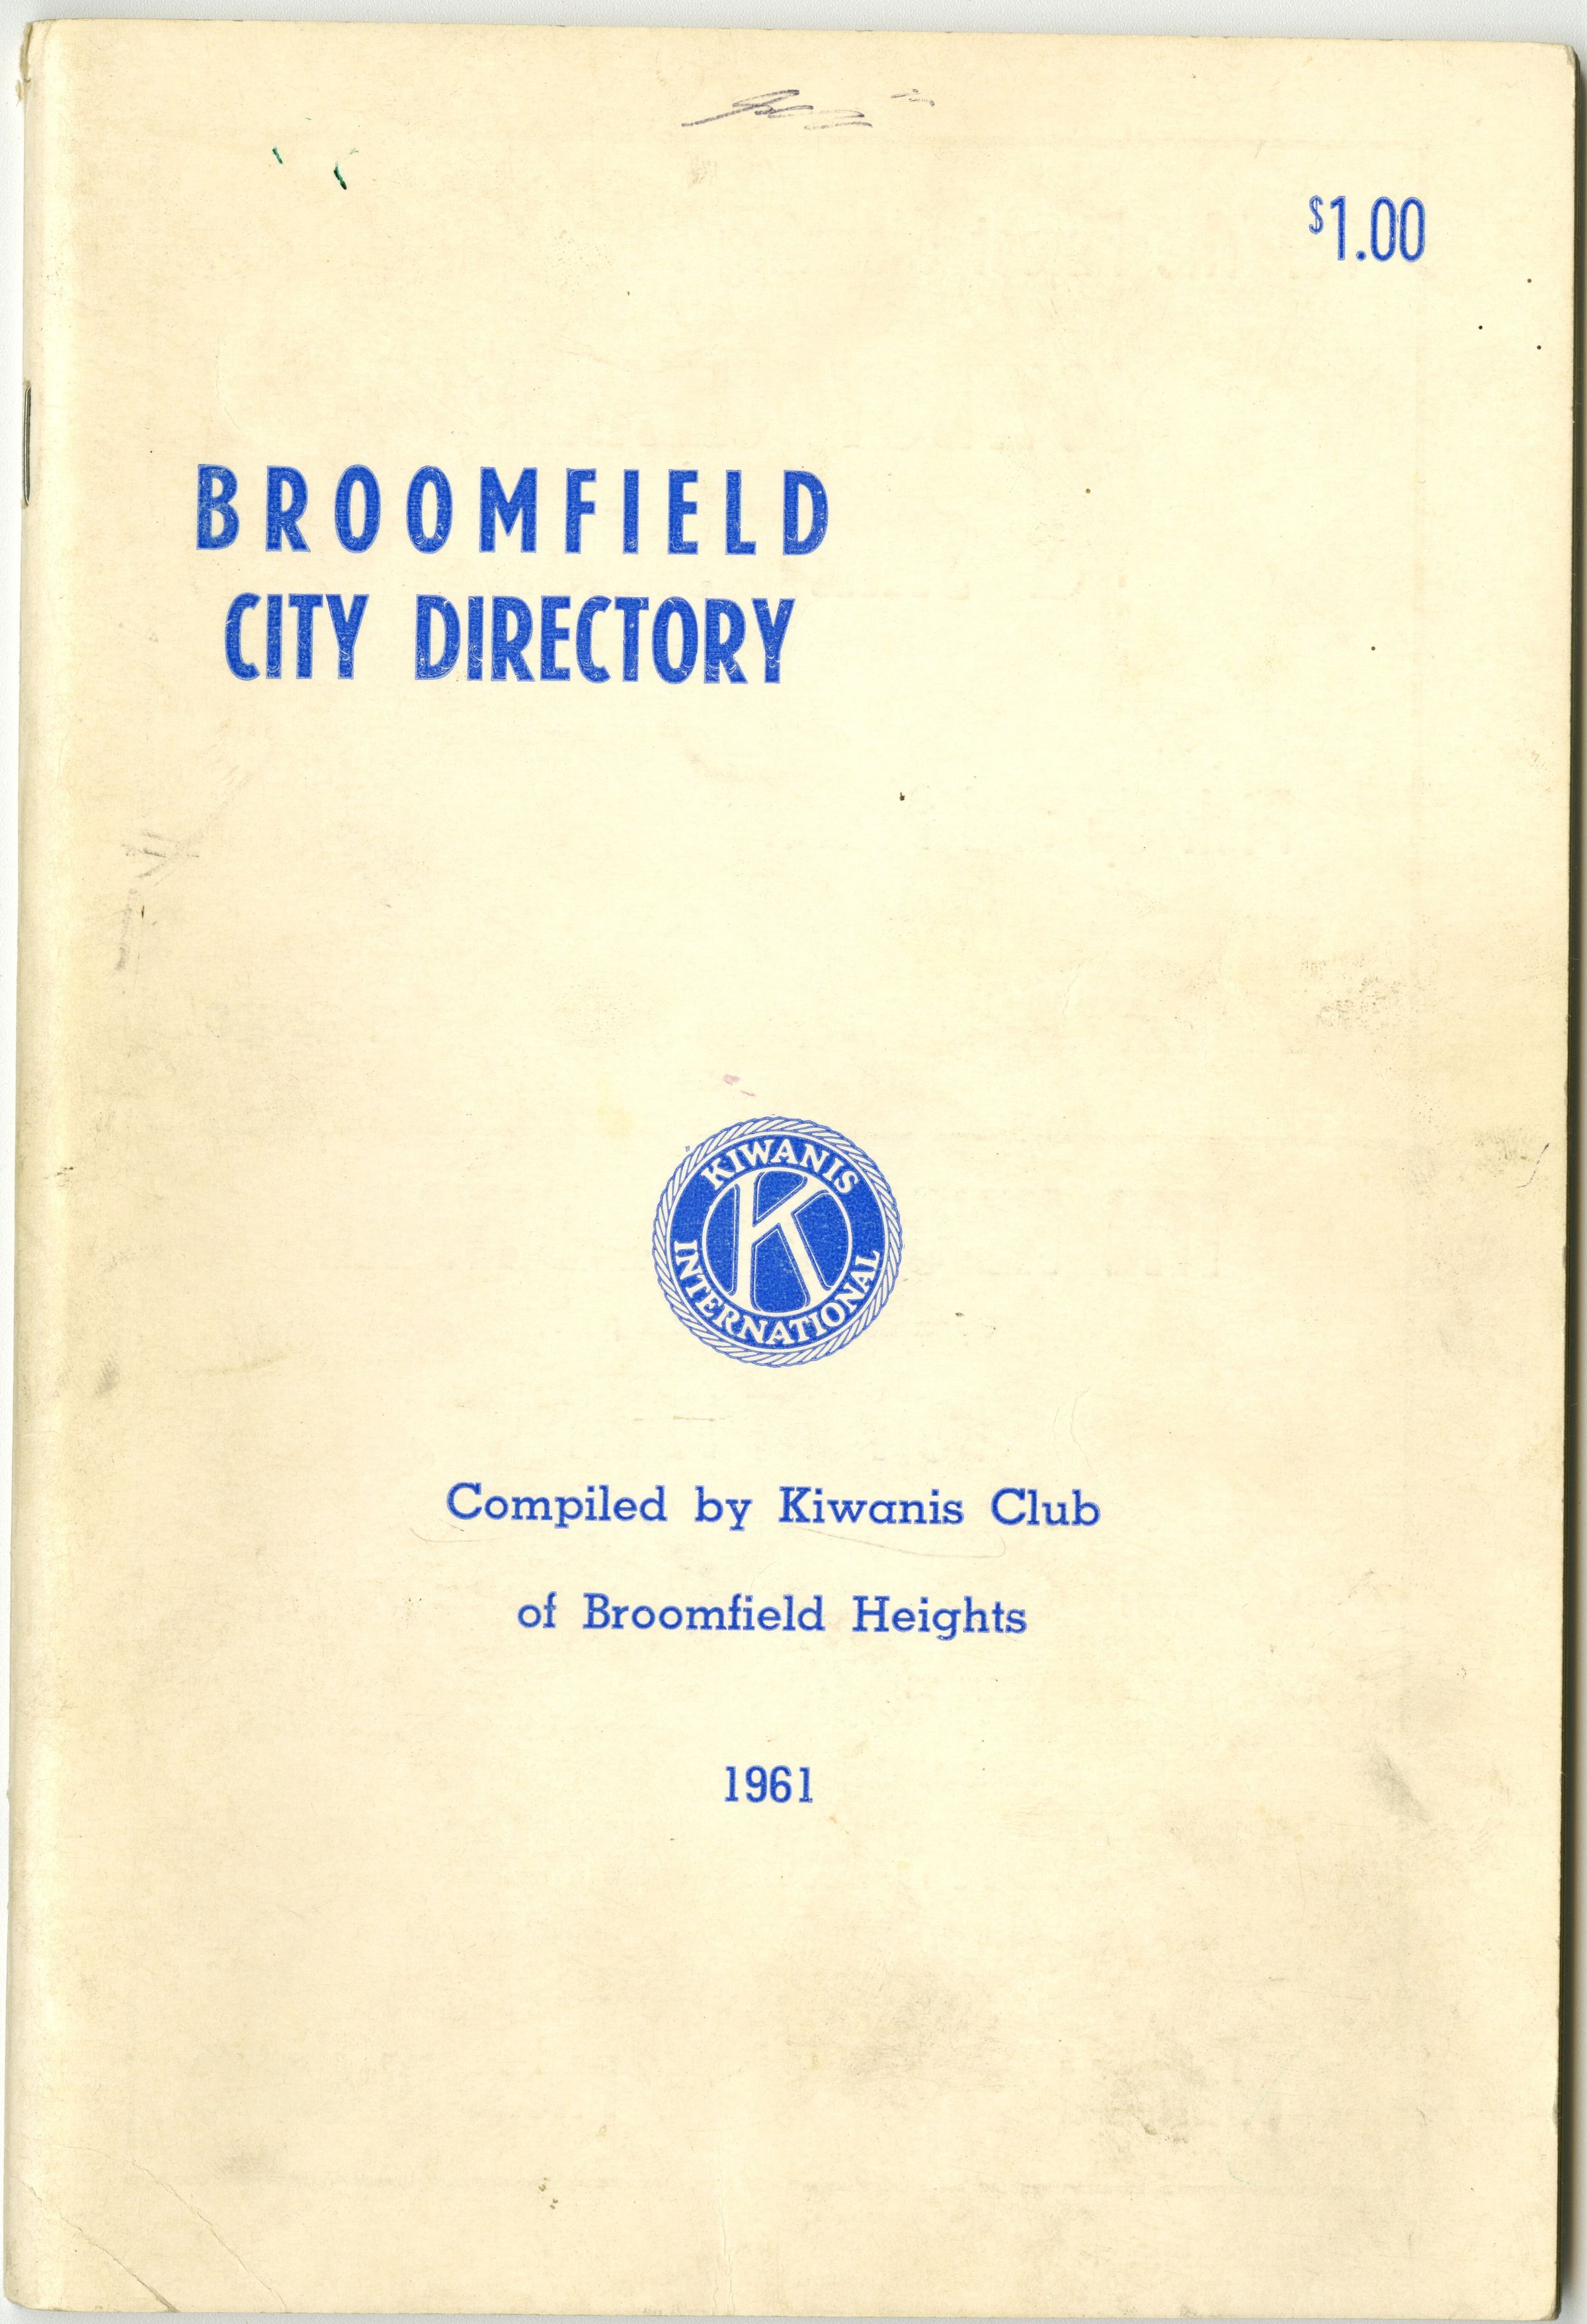 $1.00
BROOMFIELD
CITY DIRECTORY
KIWANIS
K
INTERNATIONAL
Compiled by Kiwanis Club
of Broomfield Heights
1961